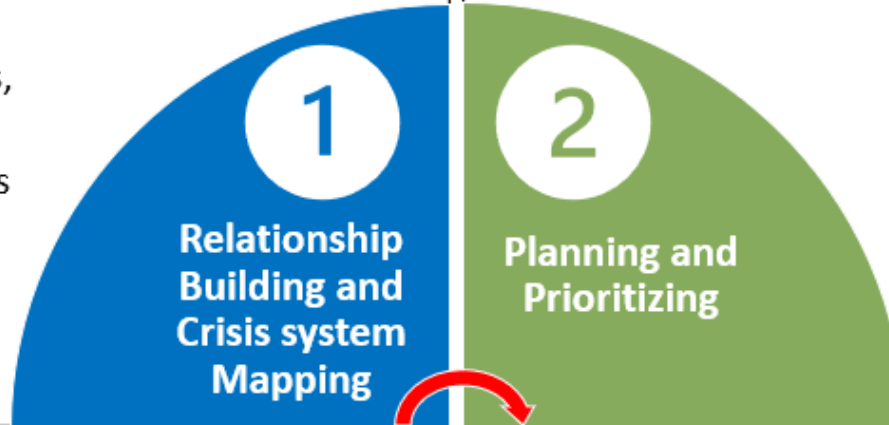 1
Relationship
Building and
Crisis system
Mapping
2
Planning and
Prioritizing